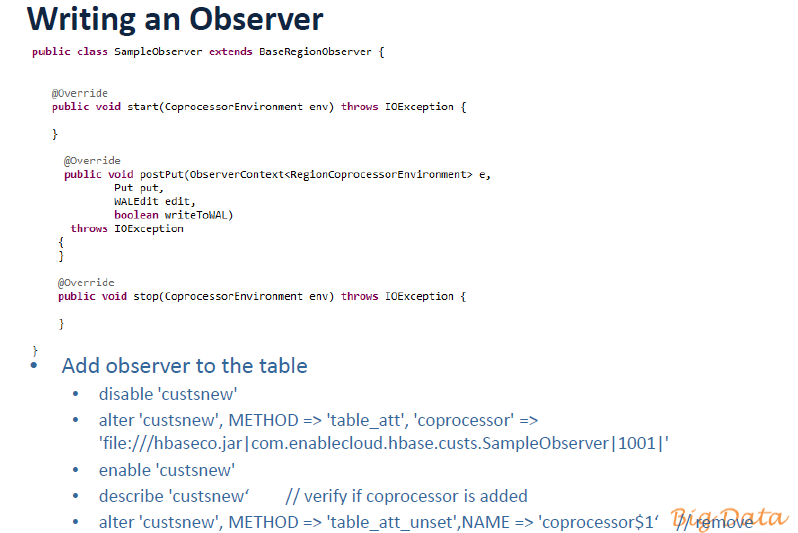 Writing an Observer
public class SampleObserver extends BaseRegionObserver {
@Override
public void start(CoprocessorEnvironment env) throws IOException {
}
@Override
public void postPut(ObserverContext<RegionCoprocessorEnvironment> e,
Put put,
WALEdit edit,
boolean writeToWAL)
throws IOException
{
}
@Override
public void stop(CoprocessorEnvironment env) throws IOException {
}
}
• Add observer to the table
• disable 'custsnew'
• alter 'custsnew', METHOD => 'table_att', 'coprocessor' =>
'file:///hbaseco.jar|com.enablecloud.hbase.custs.SampleObserver|1001|'
• enable 'custsnew'
• describe 'custsnew‘ // verify if coprocessor is added
• alter 'custsnew', METHOD => 'table_att_unset',NAME => 'coprocessor$1‘ // remove
Big Data